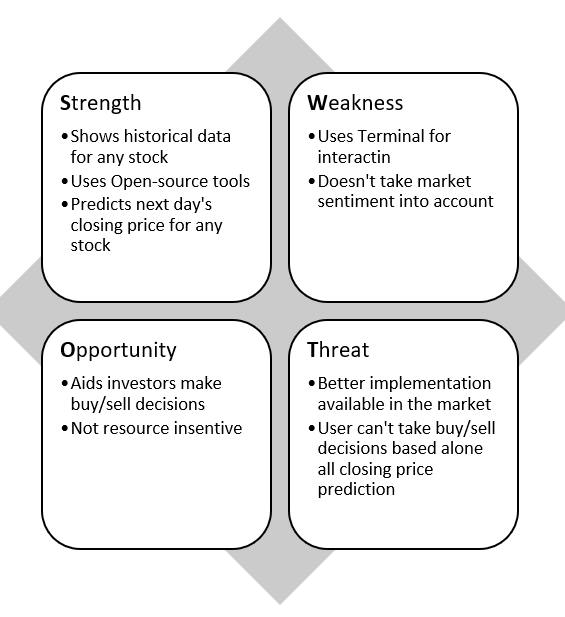 Strength
•Shows historical data
for any stock
•Uses Open-source tools
•Predicts next day's
closing price for any
stock
Weakness
•Uses Terminal for
interactin
•Doesn't take market
sentiment into account
Opportunity
•Aids investors make
buy/sell decisions
•Not resource insentive
Threat
•Better implementation
available in the market
•User can't take buy/sell
decisions based alone
all closing price
prediction